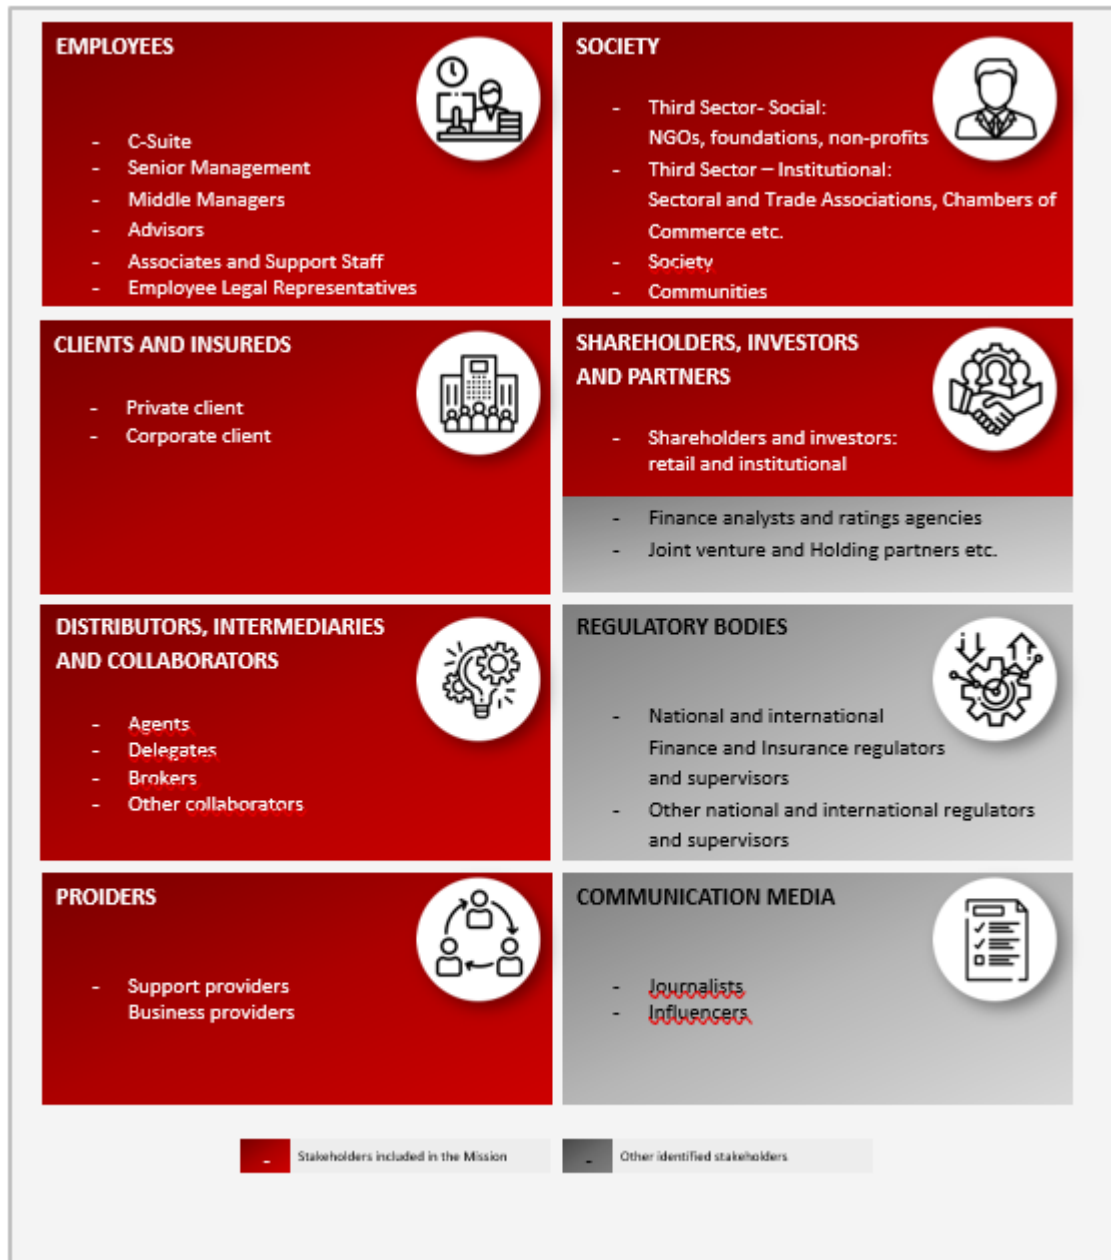 EMPLOYEES
- C-Suite
- Senior Management
- Middle Managers
- Advisors
- Associates and Support Staff
- Employee Legal Representatives
SOCIETY
- Third Sector- Social:
NGOs, foundations, non-profits
- Third Sector – Institutional:
Sectoral and Trade Associations, Chambers of
Commerce etc.
- Society
- Communities
CLIENTS AND INSUREDS
- Private client
- Corporate client
SHAREHOLDERS, INVESTORS
AND PARTNERS
- Shareholders and investors:
retail and institutional
- Finance analysts and ratings agencies
- Joint venture and Holding partners etc.
DISTRIBUTORS, INTERMEDIARIES
AND COLLABORATORS
- Agents
- Delegates
- Brokers
- Other collaborators
REGULATORY BODIES
- National and international
Finance and Insurance regulators
and supervisors
- Other national and international regulators
and supervisors
PROIDERS
- Support providers
Business providers
COMMUNICATION MEDIA
- Journalists
- Influencers
- Stakeholders included in the Mission
- Other identified stakeholders